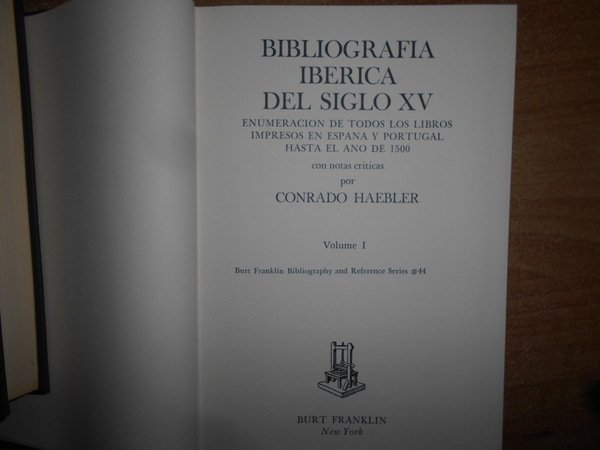 BIBLIOGRAFIA
IBERICA
DEL SIGLO XV
ENUMERACION DE TODOS LOS LIBROS
IMPRESOS EN ESPANA Y PORTUGAL
HASTA EL ANO DE 1500
con notas críticas
por
CONRADO HAEBLER
Volume I
Burt Franklin Bibliography and Reference Series #44
BURT FRANKLIN
New York